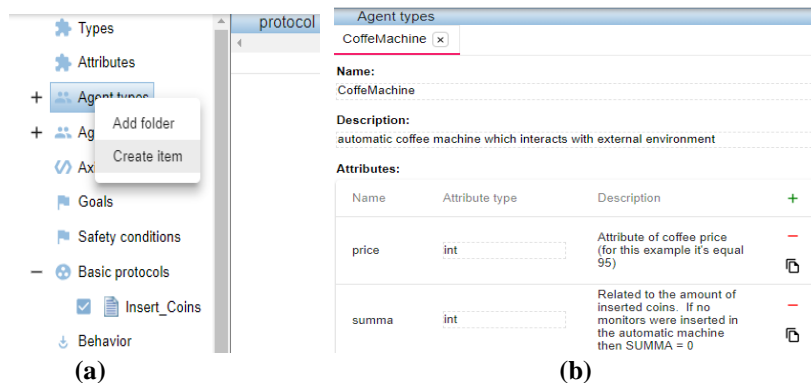 Types
Attributes
Agent types
Add folder
Ag
Create item
Ax
Goals
Safety conditions
Basic protocols
Insert_Coins
Behavior
protocol
(a)
Agent types
CoffeMachine
Name:
CoffeMachine
Description:
automatic coffee machine which interacts with external environment
Attributes:
Name Attribute type Description
price int Attribute of coffee price
(for this example it's equal
95)
summa int Related to the amount of
inserted coins. If no
monitors were inserted in
the automatic machine
then SUMMA = 0
(b)